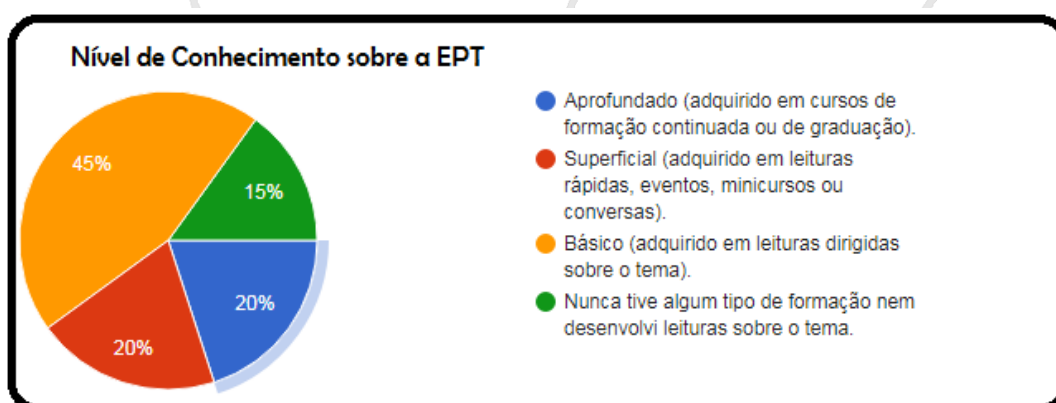 Nível de Conhecimento sobre a EPT
45%
15%
20%
20%
Aprofundado (adquirido em cursos de
formação continuada ou de graduação).
Superficial (adquirido em leituras
rápidas, eventos, minicursos ou
conversas).
Básico (adquirido em leituras dirigidas
sobre o tema).
Nunca tive algum tipo de formação nem
desenvolvi leituras sobre o tema.